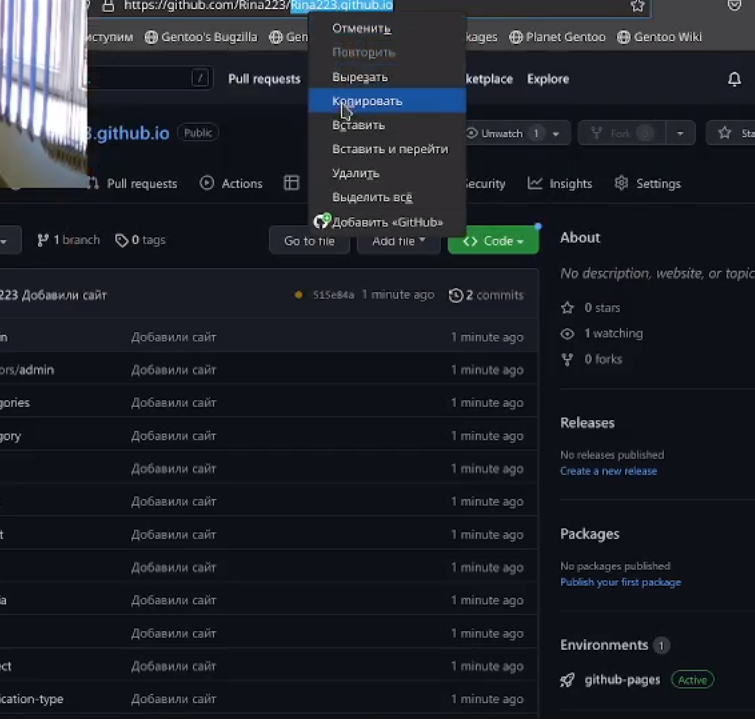 https://github.com/Rina223/Rina223.github.io
иступим Gentoo's Bugzilla Gen kages Planet Gentoo Gentoo Wiki
Отменить
Повторить
Вырезать
Копировать
Вставить
Вставить и перейти
Удалить
Выделить всё
Добавить «GitHub»
/ Pull requests ketplace Explore
3.github.io Public Unwatch 1 Fork 0 Sta
Pull requests Actions ecurity Insights Settings
1 branch 0 tags Go to file Add file Code
About
No description, website, or topic
223 Добавили сайт 515e84a 1 minute ago 2 commits
0 stars
1 watching
0 forks
n Добавили сайт 1 minute ago
ors/admin Добавили сайт 1 minute ago
gories Добавили сайт 1 minute ago
gory Добавили сайт 1 minute ago
Добавили сайт 1 minute ago
Добавили сайт 1 minute ago
t Добавили сайт 1 minute ago
Добавили сайт 1 minute ago
ia Добавили сайт 1 minute ago
Добавили сайт 1 minute ago
ect Добавили сайт 1 minute ago
ication-type Добавили сайт 1 minute ago
Releases
No releases published
Create a new release
Packages
No packages published
Publish your first package
Environments 1
github-pages Active